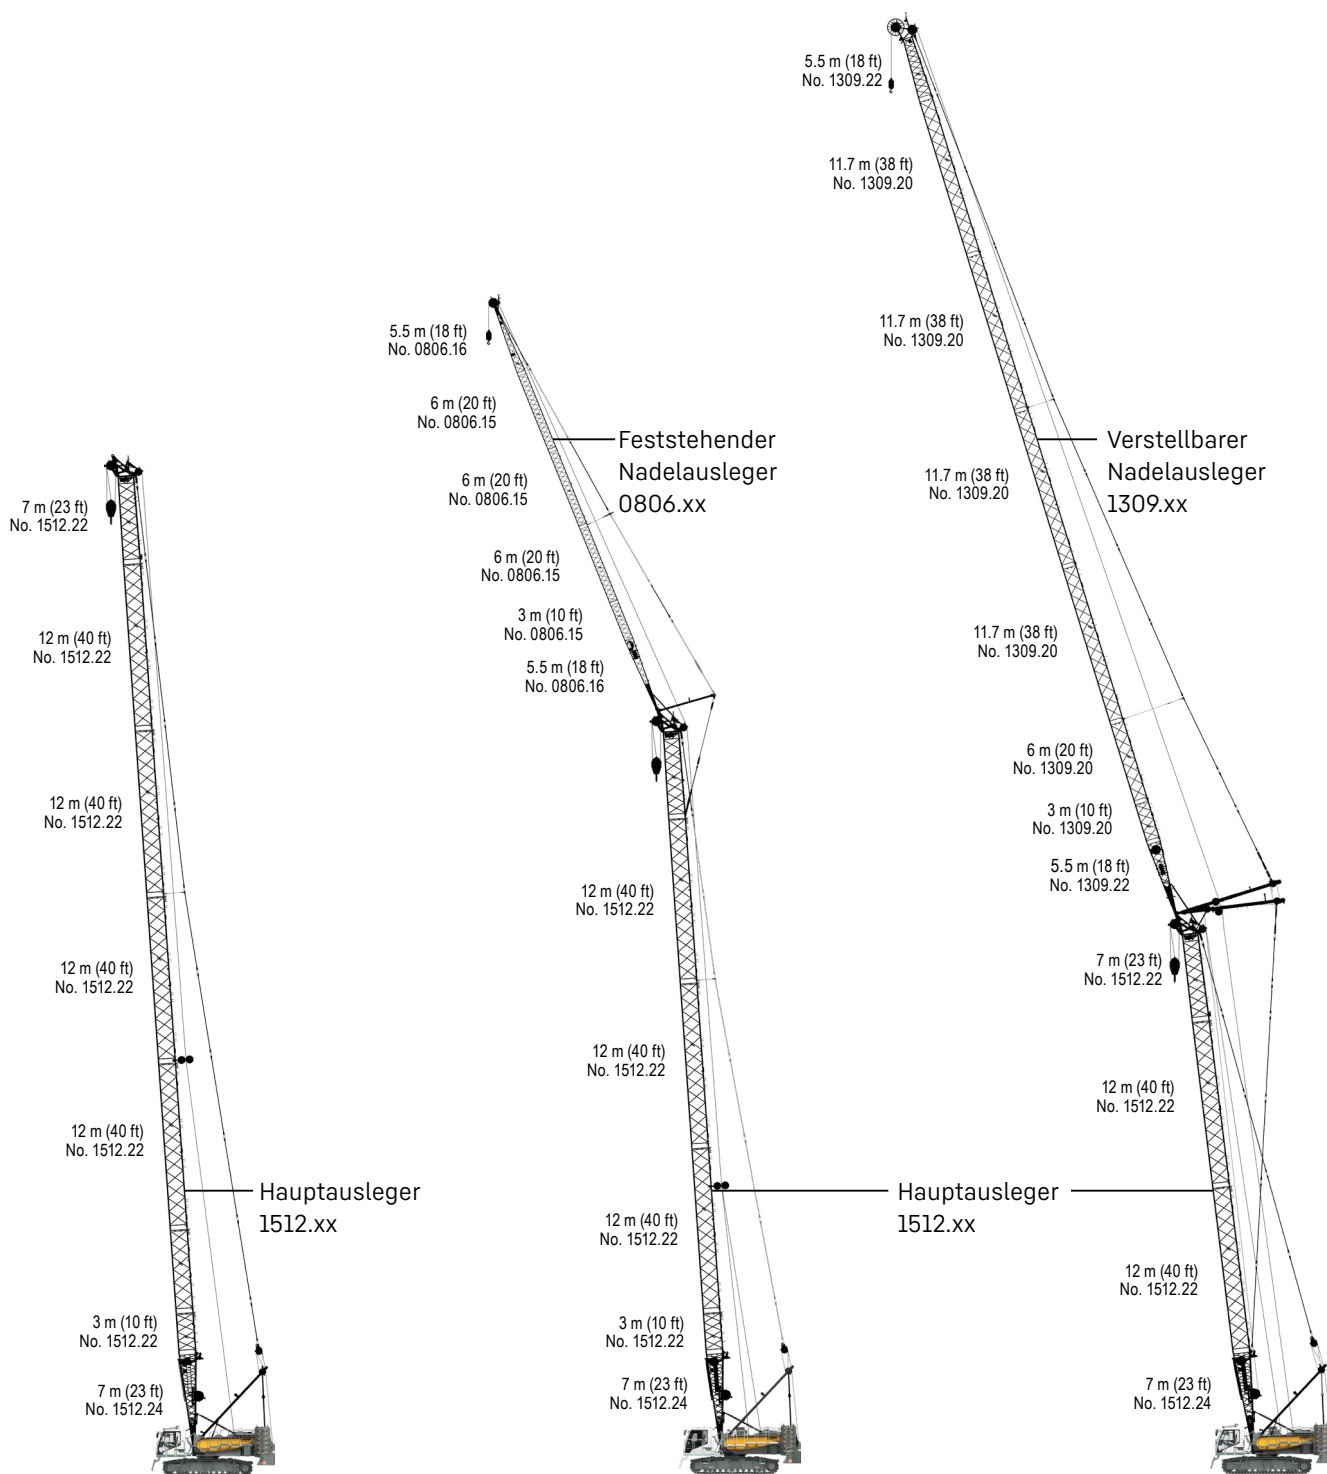 7 m (23 ft)
No. 1512.22
12 m (40 ft)
No. 1512.22
12 m (40 ft)
No. 1512.22
12 m (40 ft)
No. 1512.22
12 m (40 ft)
No. 1512.22
Hauptausleger
1512.xx
3 m (10 ft)
No. 1512.22
7 m (23 ft)
No. 1512.24
5.5 m (18 ft)
No. 0806.16
6 m (20 ft)
No. 0806.15
Feststehender
Nadelausleger
0806.xx
6 m (20 ft)
No. 0806.15
6 m (20 ft)
No. 0806.15
3 m (10 ft)
No. 0806.15
5.5 m (18 ft)
No. 0806.16
12 m (40 ft)
No. 1512.22
12 m (40 ft)
No. 1512.22
12 m (40 ft)
No. 1512.22
3 m (10 ft)
No. 1512.22
7 m (23 ft)
No. 1512.24
Hauptausleger
1512.xx
5.5 m (18 ft)
No. 1309.22
11.7 m (38 ft)
No. 1309.20
11.7 m (38 ft)
No. 1309.20
Verstellbarer
Nadelausleger
1309.xx
11.7 m (38 ft)
No. 1309.20
11.7 m (38 ft)
No. 1309.20
6 m (20 ft)
No. 1309.20
3 m (10 ft)
No. 1309.20
5.5 m (18 ft)
No. 1309.22
7 m (23 ft)
No. 1512.22
12 m (40 ft)
No. 1512.22
12 m (40 ft)
No. 1512.22
7 m (23 ft)
No. 1512.24